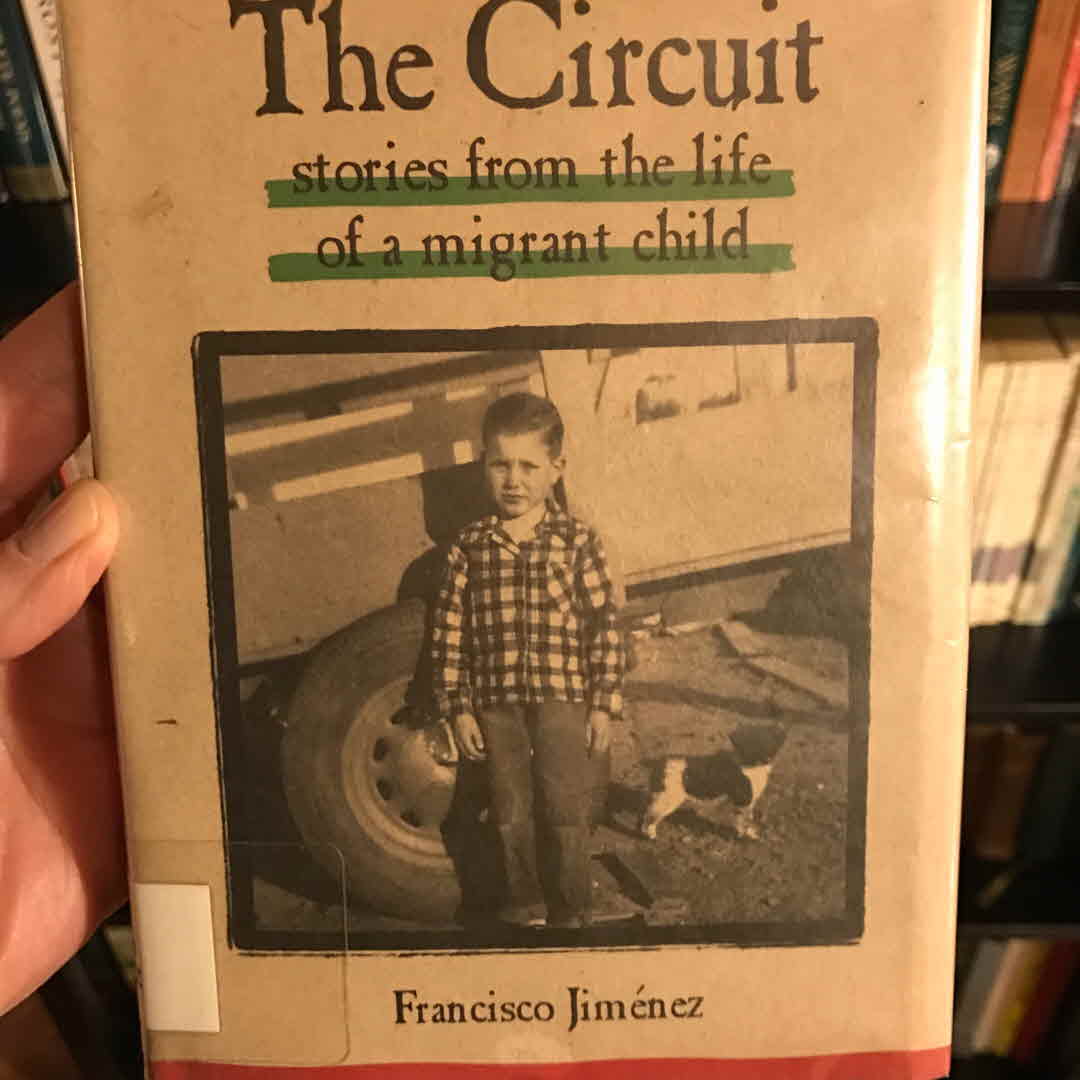 The Circuit
stories from the life
of a migrant child
Francisco Jiménez